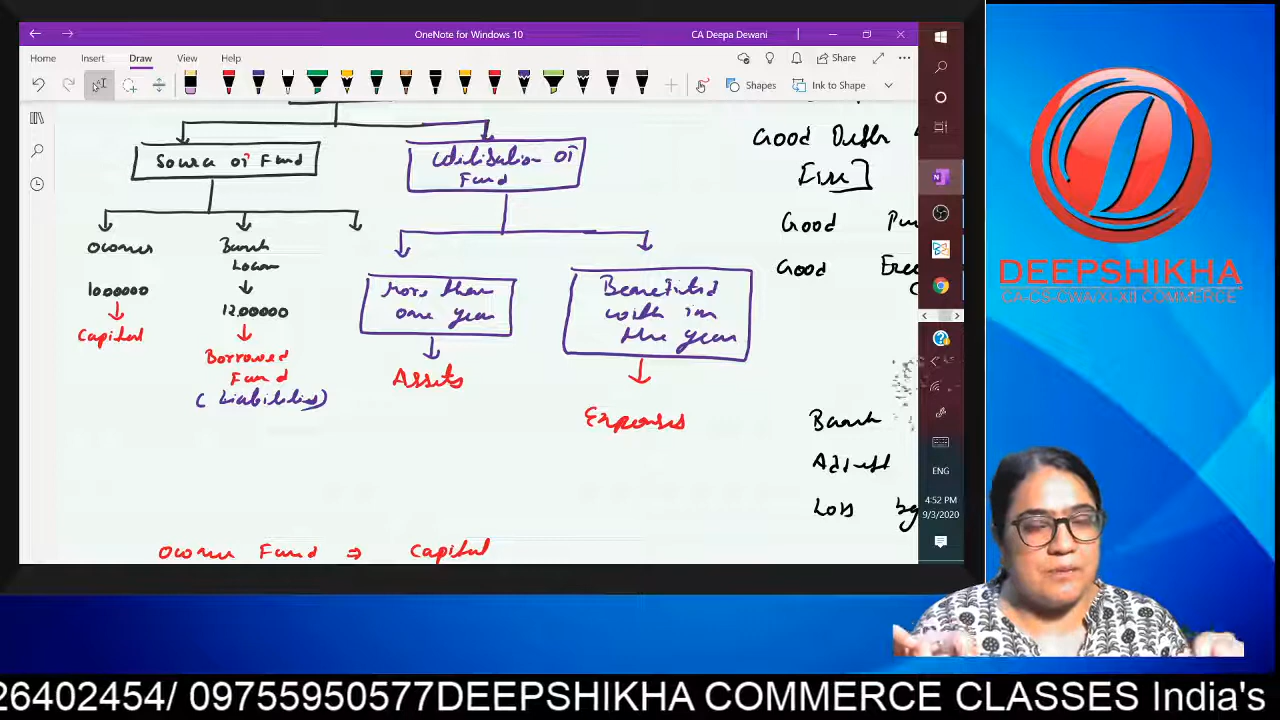 OneNote for Windows 10
CA Deepa Dewani
Home
Insert
Draw
View
Help
Share
Shapes
Ink to Shape
Source of Fund
Utilisation of
Fund
Owner
1000000
Capital
Bank
Loan
1200000
Borrowed
Fund
(Liabilities)
More than
one year
Assets
Benefited
with in
the year
Expenses
Owner Fund ⇒ Capital
Good
Good
Good
Bank
Loss
ENG
4:52 PM
9/3/2020
DEEPSHIKHA
CA-CS-CWA/XI-XII COMMERCE
26402454/ 09755950577DEEPSHIKHA COMMERCE CLASSES India's